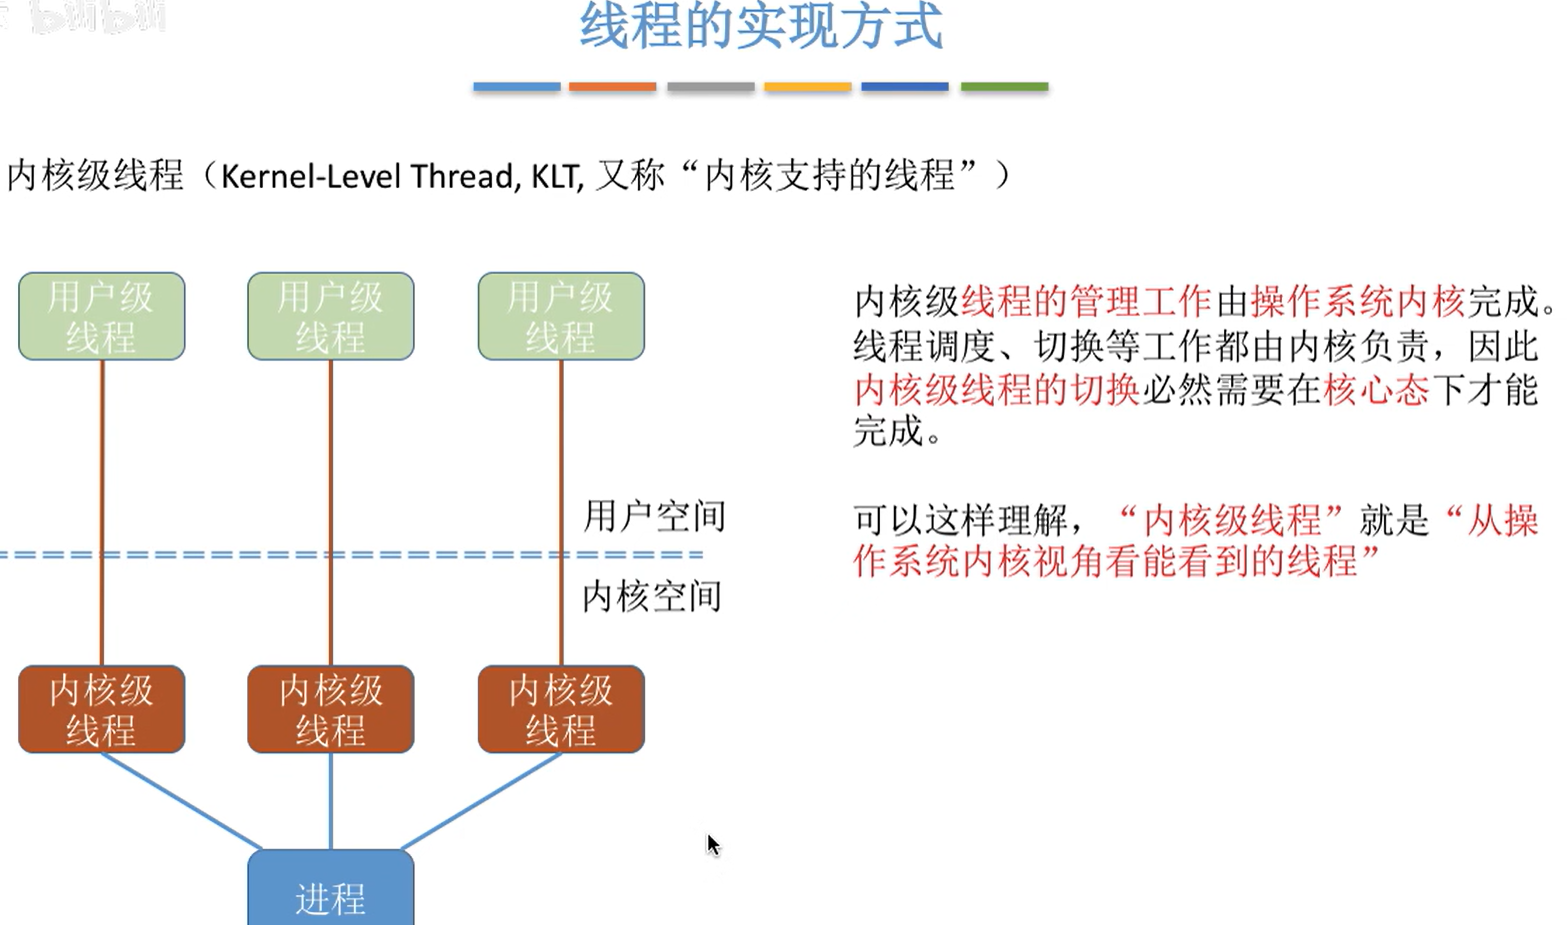 bilibili
线程的实现方式
内核级线程（Kernel-Level Thread, KLT, 又称“内核支持的线程”）
用户级
线程
用户级
线程
用户级
线程
用户空间
内核空间
内核级
线程
内核级
线程
内核级
线程
进程
内核级线程的管理工作由操作系统内核完成。
线程调度、切换等工作都由内核负责，因此
内核级线程的切换必然需要在核心态下才能
完成。
可以这样理解，“内核级线程”就是“从操
作系统内核视角看能看到的线程”